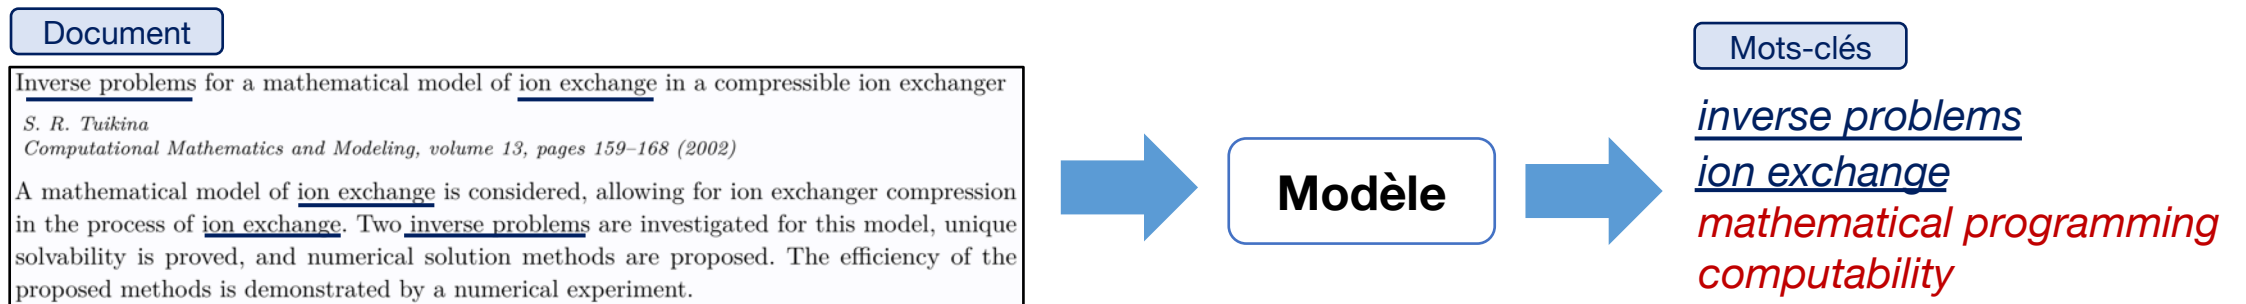 Document
Inverse problems for a mathematical model of ion exchange in a compressible ion exchanger
S. R. Tuikina
Computational Mathematics and Modeling, volume 13, pages 159–168 (2002)
A mathematical model of ion exchange is considered, allowing for ion exchanger compression
in the process of ion exchange. Two inverse problems are investigated for this model, unique
solvability is proved, and numerical solution methods are proposed. The efficiency of the
proposed methods is demonstrated by a numerical experiment.
Modèle
Mots-clés
inverse problems
ion exchange
mathematical programming
computability